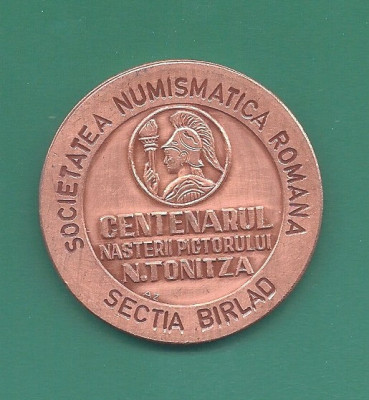 SOCIETATEA NUMISMATICA ROMANA
CENTENARUL
NASTERII PICTORULUI
N.TONITZA
SECTIA BIRLAD